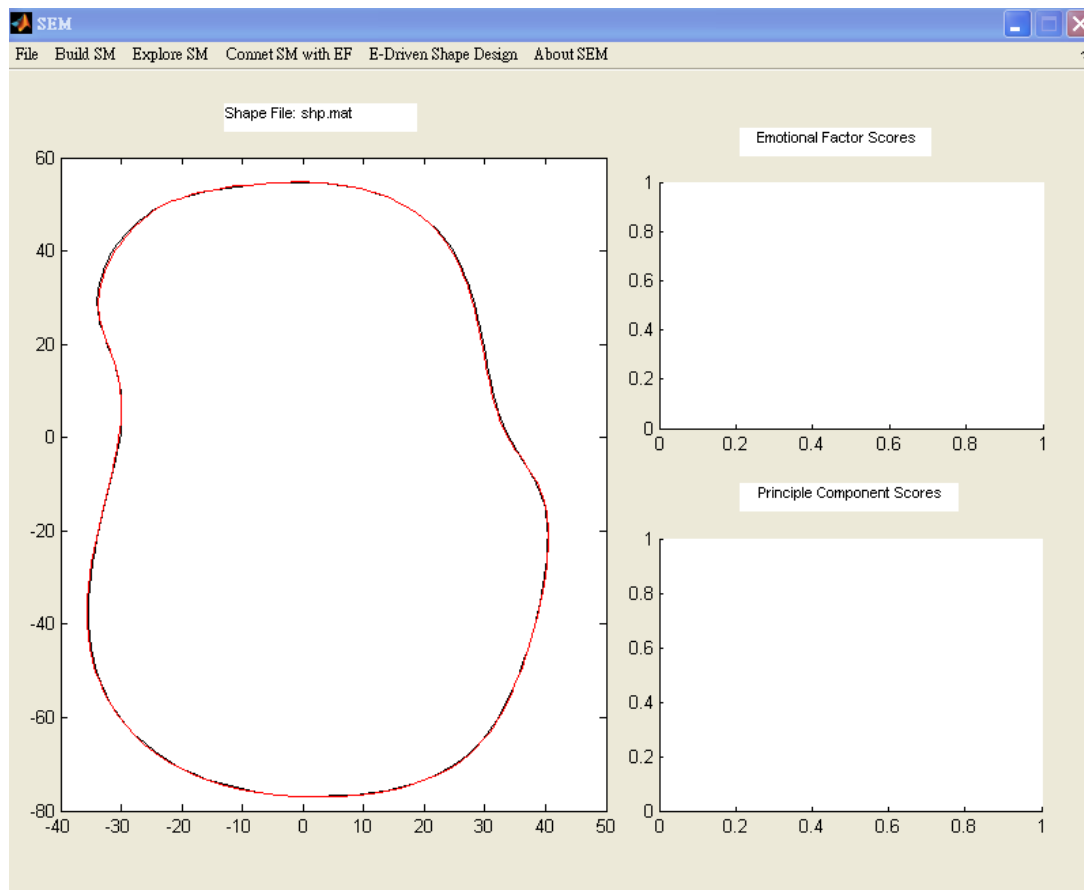 SEM
File Build SM Explore SM Connet SM with EF E-Driven Shape Design About SEM
Shape File: shp.mat
60
40
20
0
-20
-40
-60
-80
-40 -30 -20 -10 0 10 20 30 40 50
Emotional Factor Scores
1
0.8
0.6
0.4
0.2
0
0 0.2 0.4 0.6 0.8 1
Principle Component Scores
1
0.8
0.6
0.4
0.2
0
0 0.2 0.4 0.6 0.8 1